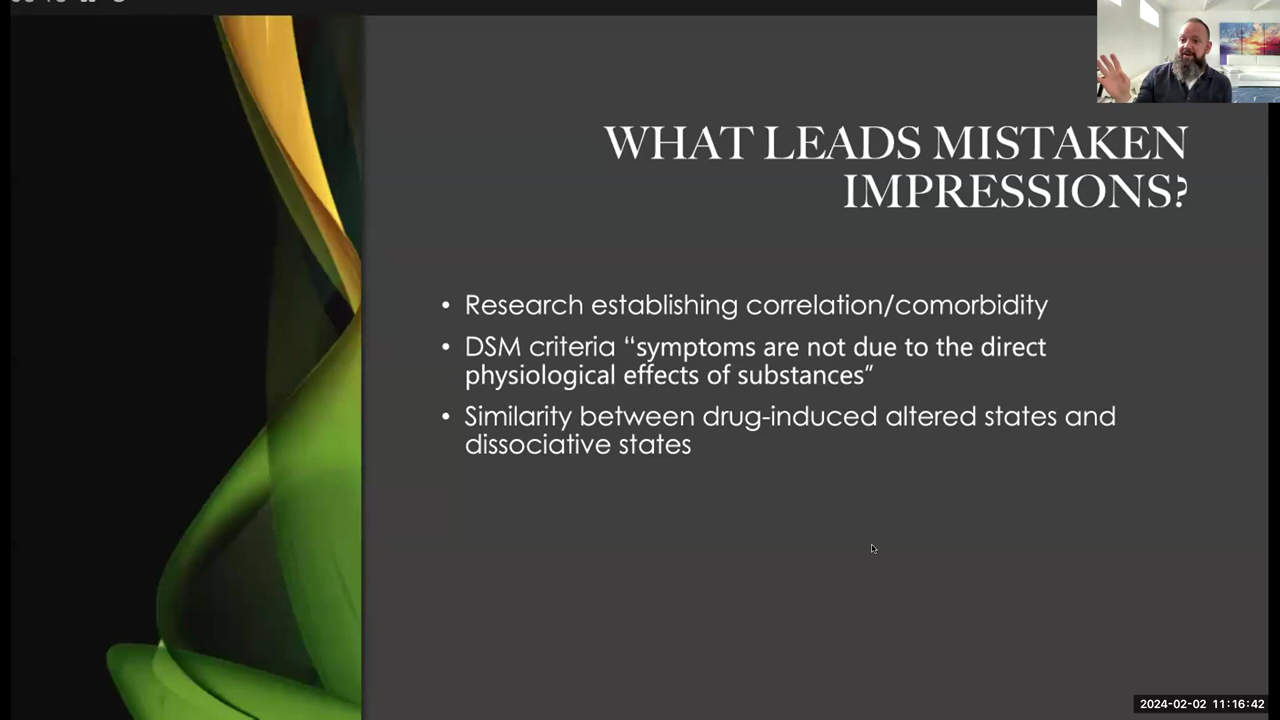 WHAT LEADS MISTAKEN
IMPRESSIONS?
• Research establishing correlation/comorbidity
• DSM criteria “symptoms are not due to the direct
physiological effects of substances”
• Similarity between drug-induced altered states and
dissociative states
2024-02-02 11:16:42